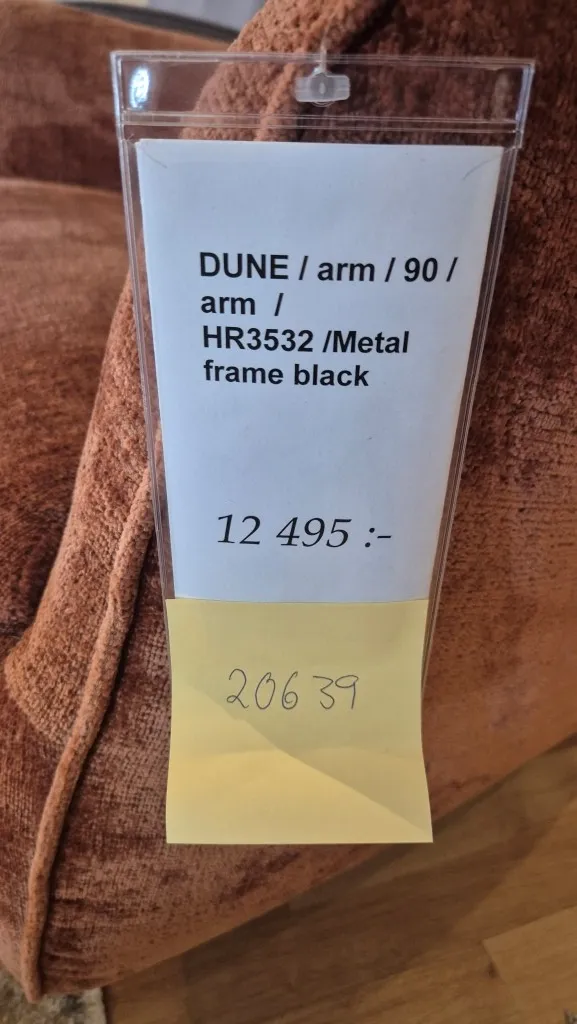 DUNE / arm / 90 /
arm /
HR3532 /Metal
frame black
12 495 :-
20639